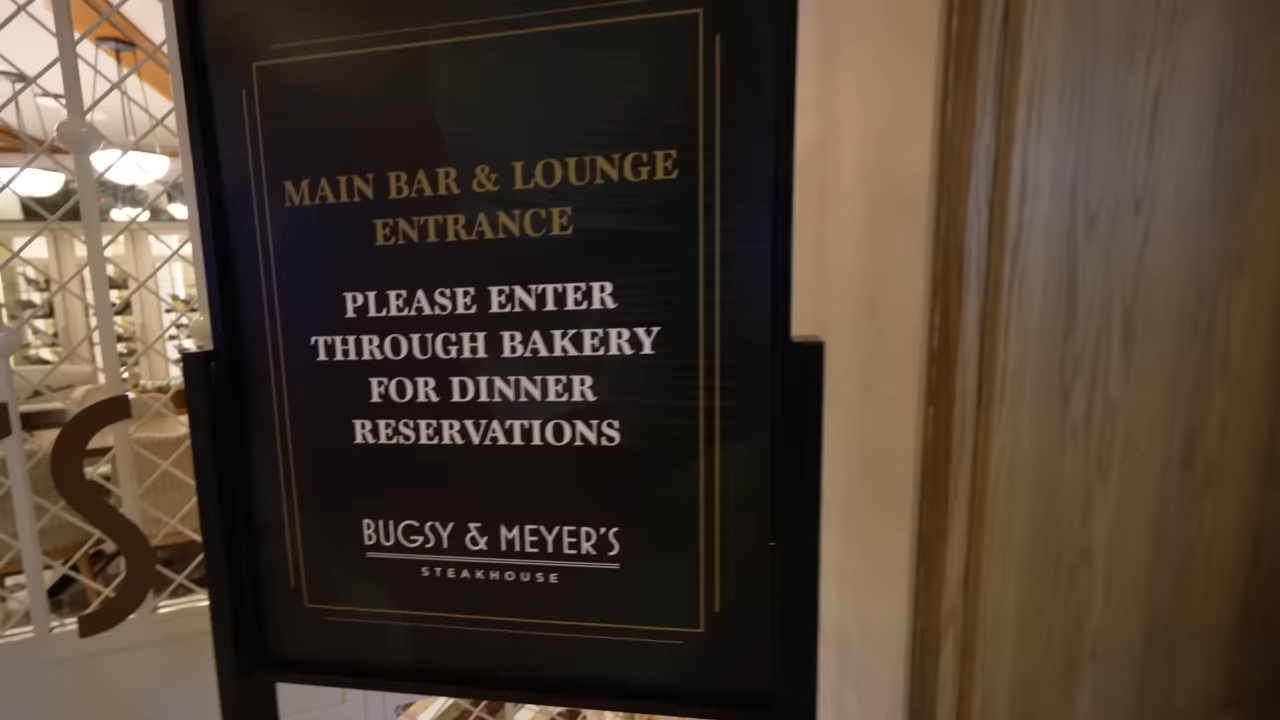 MAIN BAR & LOUNGE
ENTRANCE
PLEASE ENTER
THROUGH BAKERY
FOR DINNER
RESERVATIONS
BUGSY & MEYER'S
STEAKHOUSE
S